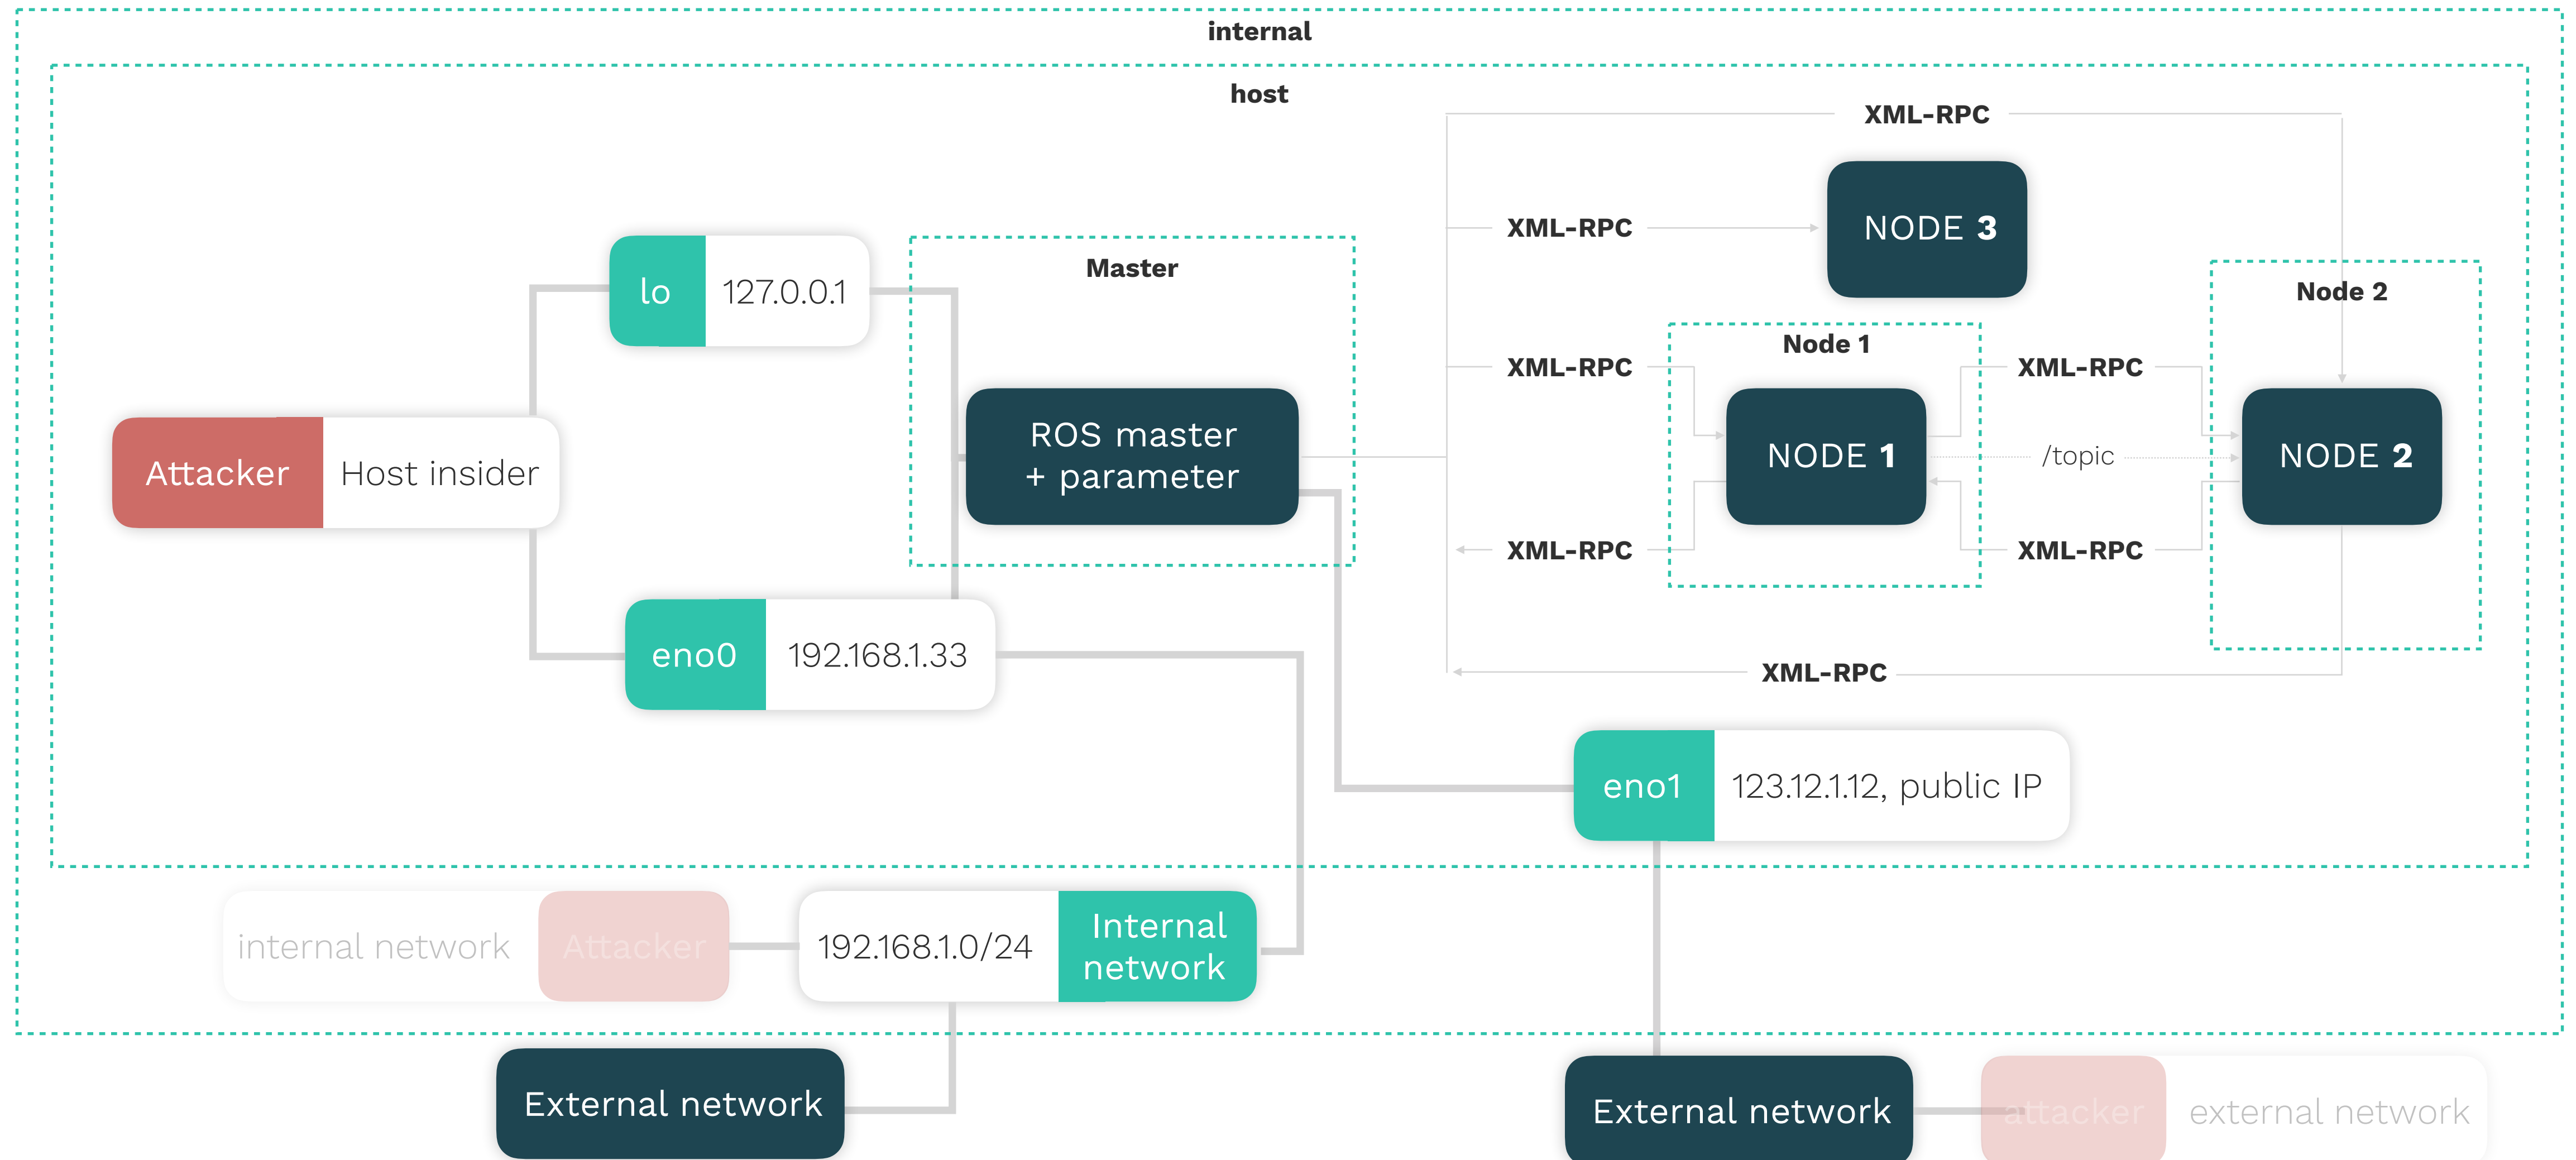 internal
host
XML-RPC
XML-RPC
NODE 3
lo
127.0.0.1
Master
Node 2
Node 1
XML-RPC
XML-RPC
ROS master
+ parameter
NODE 1
/topic
NODE 2
Attacker
Host insider
XML-RPC
XML-RPC
eno0
192.168.1.33
XML-RPC
eno1
123.12.1.12, public IP
internal network
Attacker
192.168.1.0/24
Internal
network
External network
External network
attacker
external network